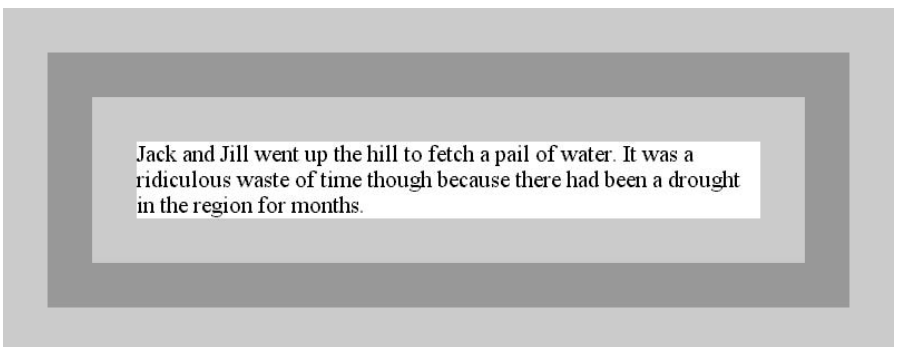 Jack and Jill went up the hill to fetch a pail of water. It was a
ridiculous waste of time though because there had been a drought
in the region for months.